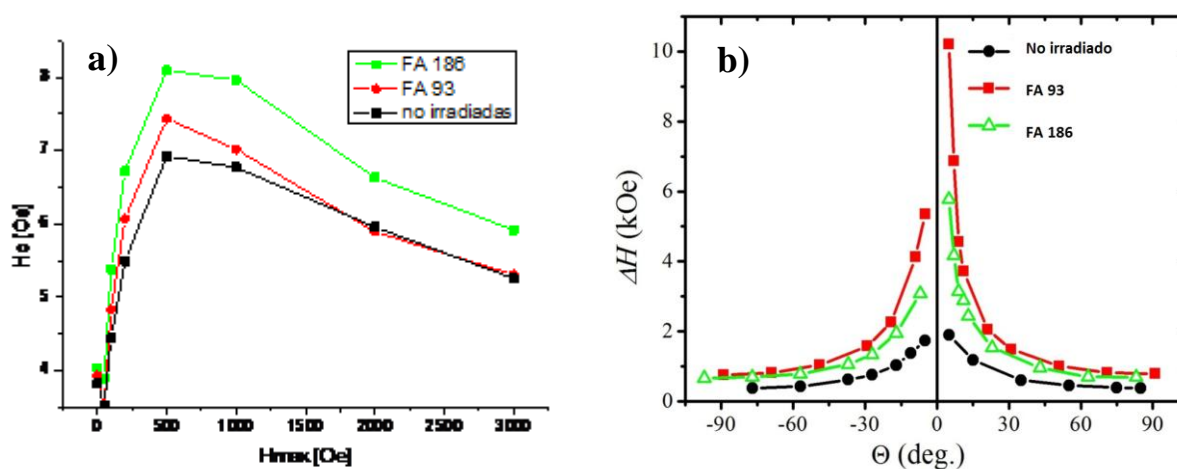 a)
FA 186
FA 93
no irradiadas
8
7
6
5
4
Hc [Oe]
0 500 1000 1500 2000 2500 3000
Hmax [Oe]
b)
No irradiado
FA 93
FA 186
10
8
6
4
2
0
ΔH (kOe)
-90 -60 -30 0 30 60 90
Θ (deg.)